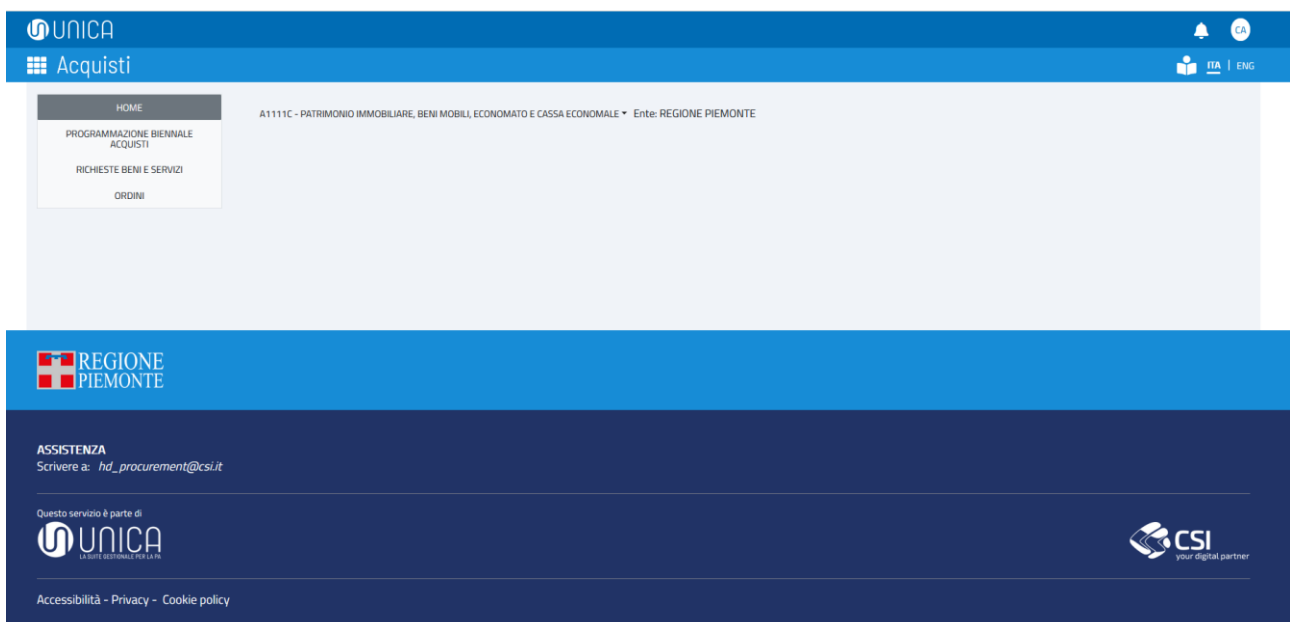 UNICA
CA
Acquisti
ITA | ENG
HOME
A1111C - PATRIMONIO IMMOBILIARE, BENI MOBILI, ECONOMATO E CASSA ECONOMALE Ente: REGIONE PIEMONTE
PROGRAMMAZIONE BIENNALE
ACQUISTI
RICHIESTE BENI E SERVIZI
ORDINI
REGIONE
PIEMONTE
ASSISTENZA
Scrivere a: hd_procurement@csi.it
Questo servizio è parte di
UNICA
LA SUITE GESTIONALE PER LA PA
CSI
your digital partner
Accessibilità - Privacy - Cookie policy